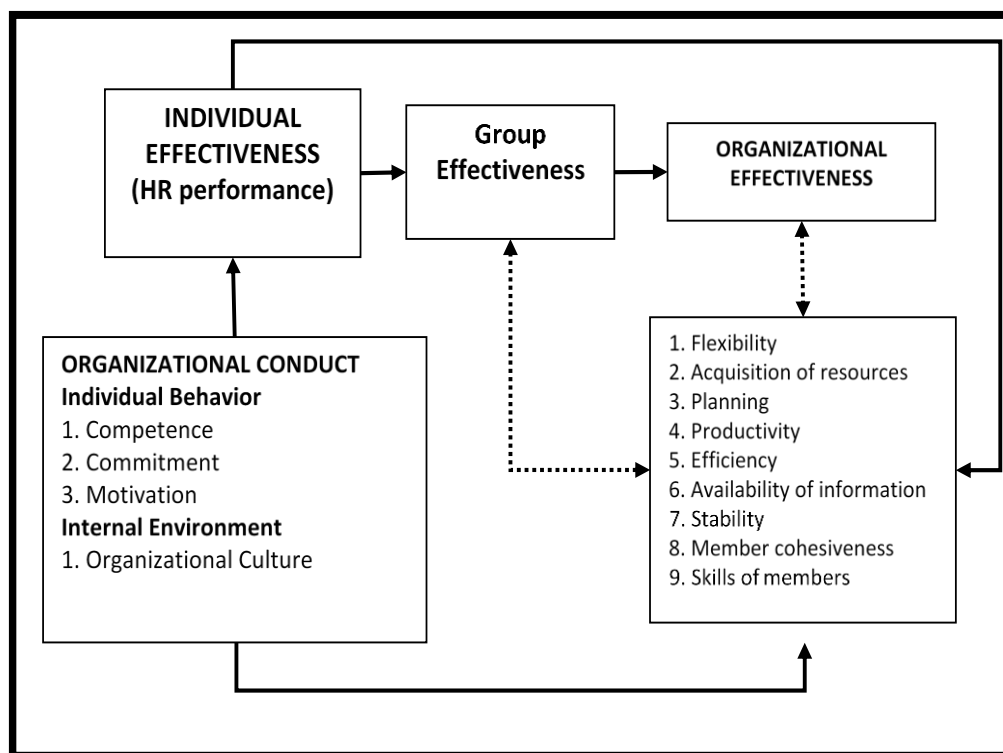 INDIVIDUAL
EFFECTIVENESS
(HR performance)
Group
Effectiveness
ORGANIZATIONAL
EFFECTIVENESS
ORGANIZATIONAL CONDUCT
Individual Behavior
1. Competence
2. Commitment
3. Motivation
Internal Environment
1. Organizational Culture
1. Flexibility
2. Acquisition of resources
3. Planning
4. Productivity
5. Efficiency
6. Availability of information
7. Stability
8. Member cohesiveness
9. Skills of members